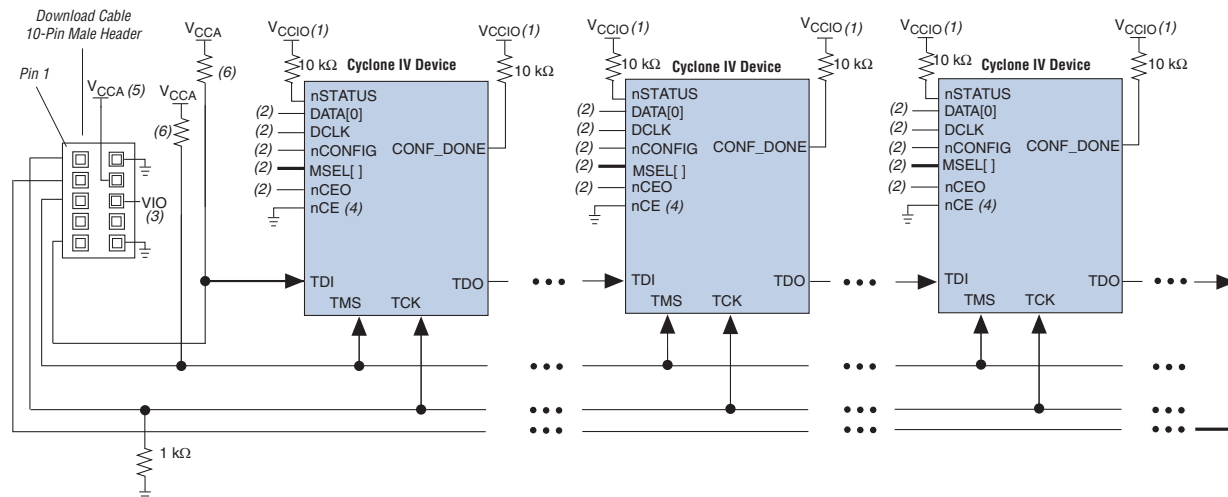 Download Cable
10-Pin Male Header
Pin 1
VCCA (5)
VCCA
(6)
VCCA
(6)
VIO
(3)
1 kΩ
VCCIO (1)
10 kΩ
Cyclone IV Device
VCCIO (1)
10 kΩ
nSTATUS
(2) DATA[0]
(2) DCLK
(2) nCONFIG
CONF_DONE
(2) MSEL[ ]
(2) nCEO
nCE (4)
TDI
TDO
TMS TCK
VCCIO (1)
10 kΩ
Cyclone IV Device
VCCIO (1)
10 kΩ
nSTATUS
(2) DATA[0]
(2) DCLK
(2) nCONFIG
CONF_DONE
(2) MSEL[ ]
(2) nCEO
nCE (4)
TDI
TDO
TMS TCK
VCCIO (1)
10 kΩ
Cyclone IV Device
VCCIO (1)
10 kΩ
nSTATUS
(2) DATA[0]
(2) DCLK
(2) nCONFIG
CONF_DONE
(2) MSEL[ ]
(2) nCEO
nCE (4)
TDI
TDO
TMS TCK